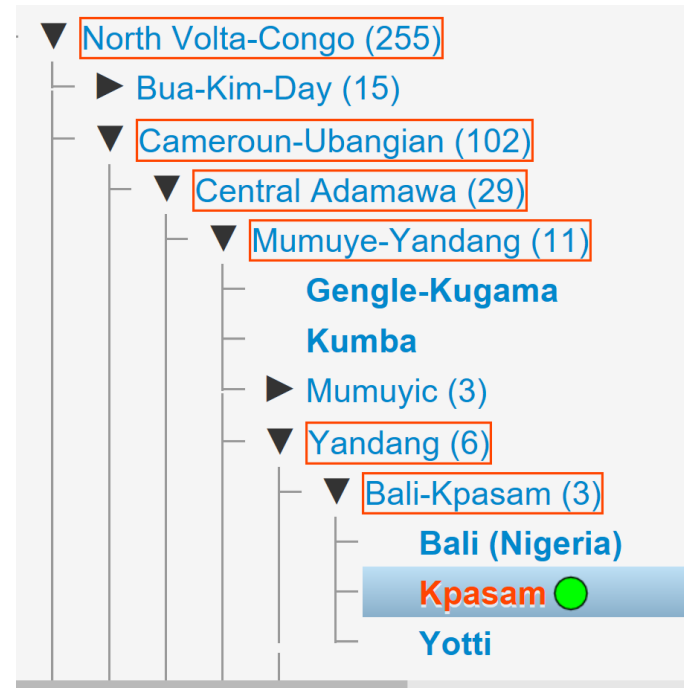 North Volta-Congo (255)
Bua-Kim-Day (15)
Cameroun-Ubangian (102)
Central Adamawa (29)
Mumuye-Yandang (11)
Gengle-Kugama
Kumba
Mumuyic (3)
Yandang (6)
Bali-Kpasam (3)
Bali (Nigeria)
Kpasam
Yotti